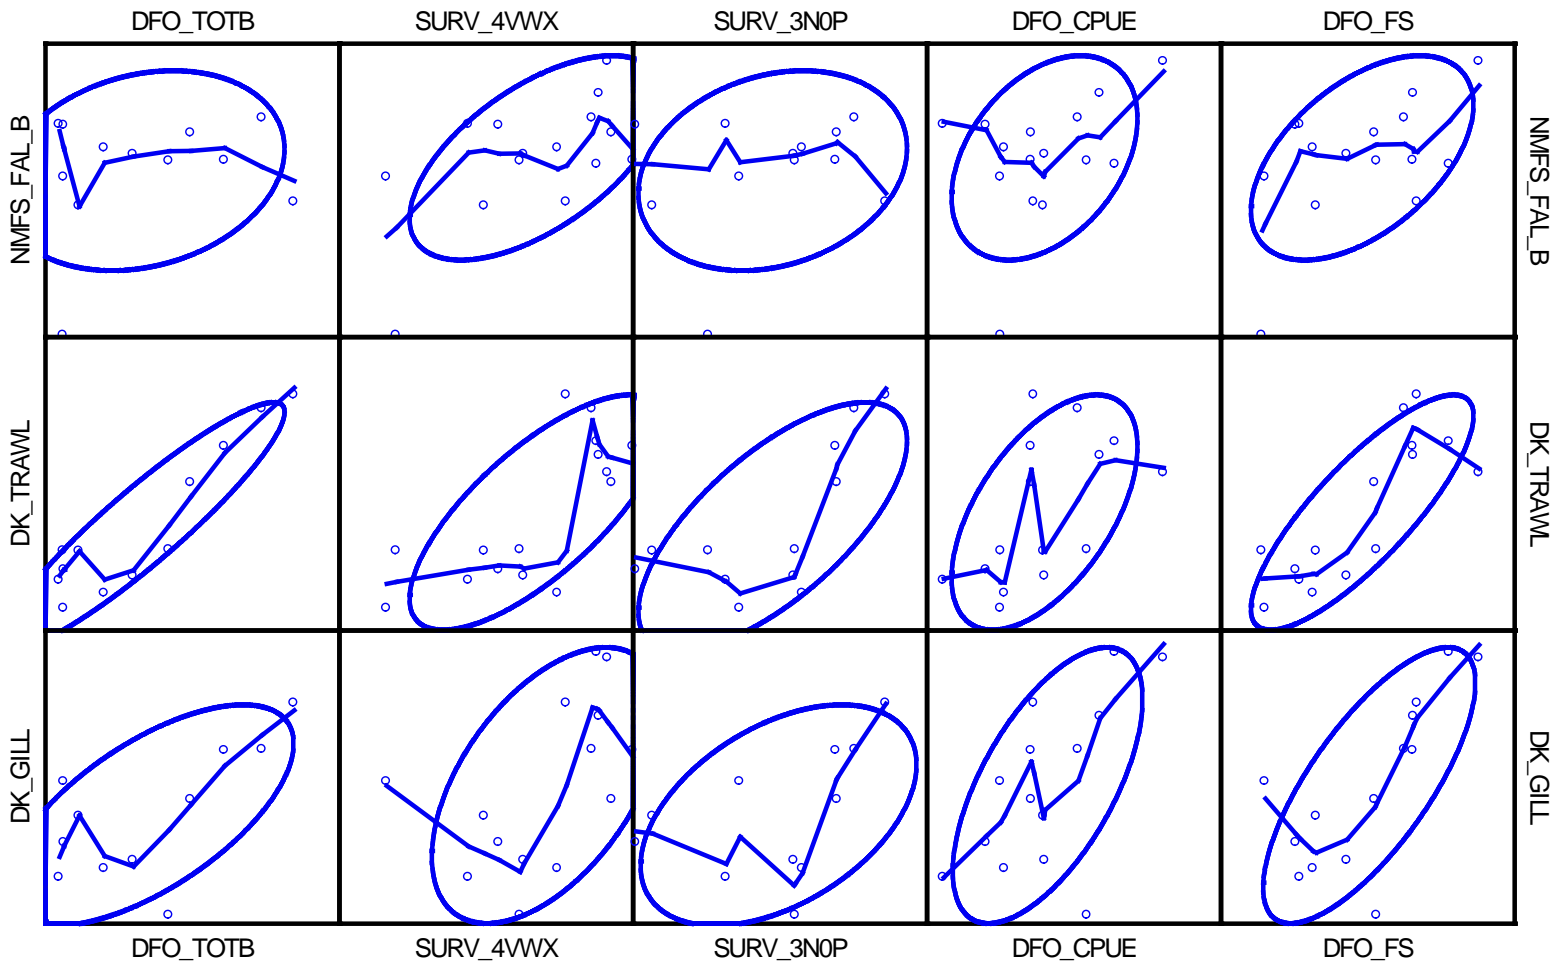 DFO_TOTB SURV_4VWX SURV_3N0P DFO_CPUE DFO_FS
NMFS_FAL_B NMFS_FAL_B
DK_TRAWL DK_TRAWL
DK_GILL DK_GILL
DFO_TOTB SURV_4VWX SURV_3N0P DFO_CPUE DFO_FS